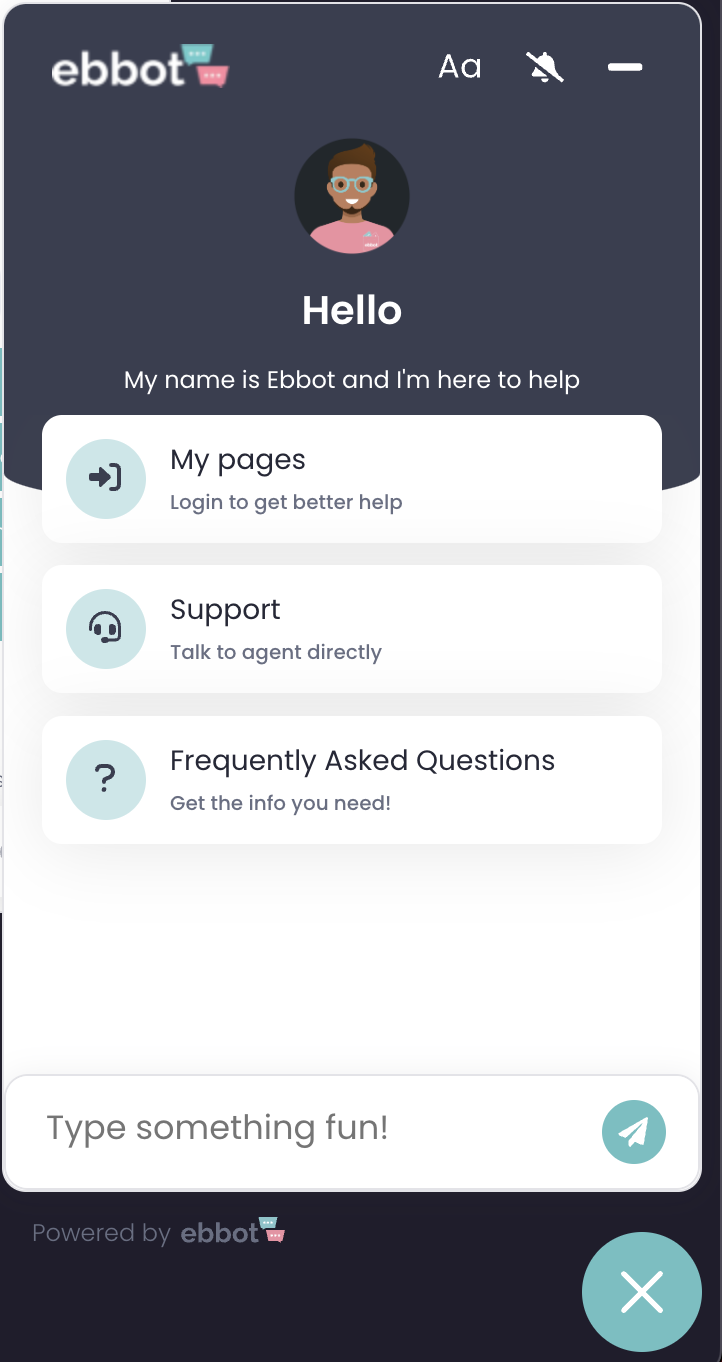 ebbot
Aa
Hello
My name is Ebbot and I'm here to help
My pages
Login to get better help
Support
Talk to agent directly
Frequently Asked Questions
Get the info you need!
Type something fun!
Powered by ebbot